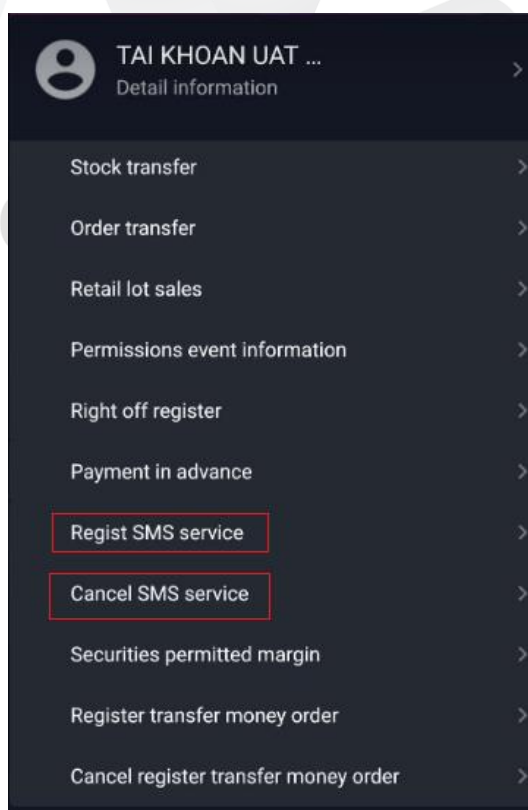 TAI KHOAN UAT ...
Detail information
Stock transfer
Order transfer
Retail lot sales
Permissions event information
Right off register
Payment in advance
Regist SMS service
Cancel SMS service
Securities permitted margin
Register transfer money order
Cancel register transfer money order